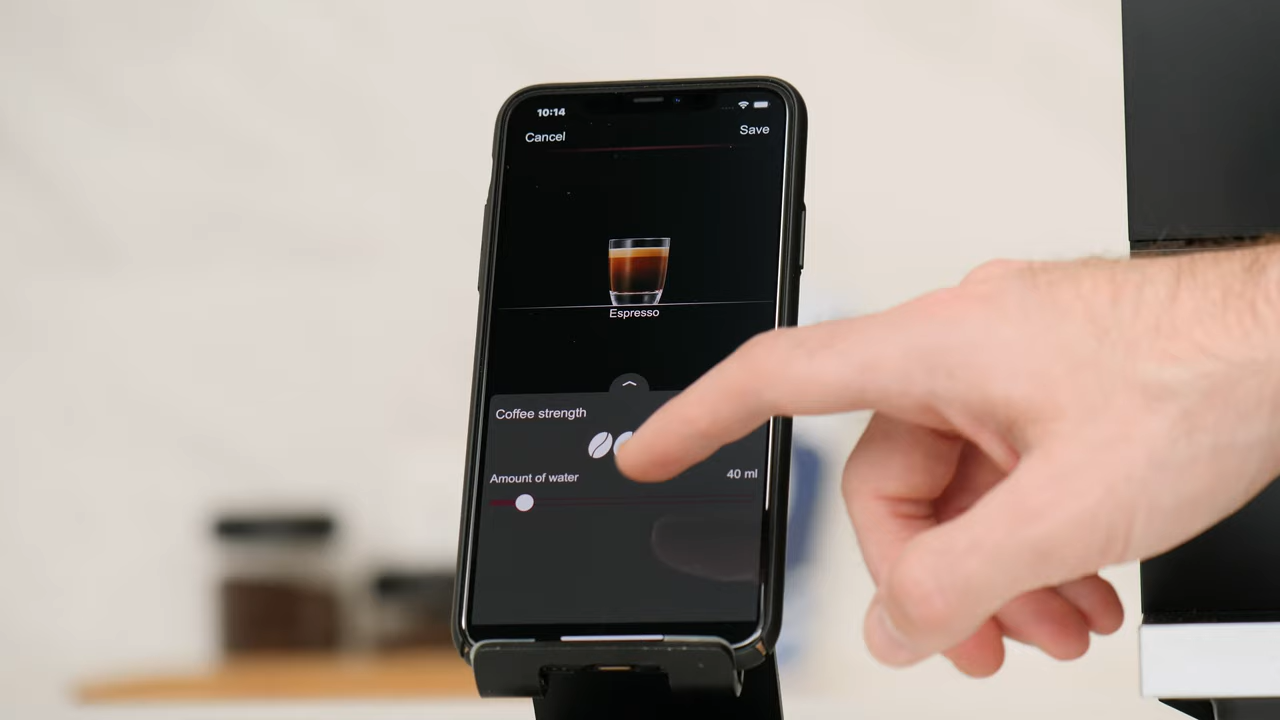 10:14
Cancel
Save
Espresso
Coffee strength
Amount of water
40 ml